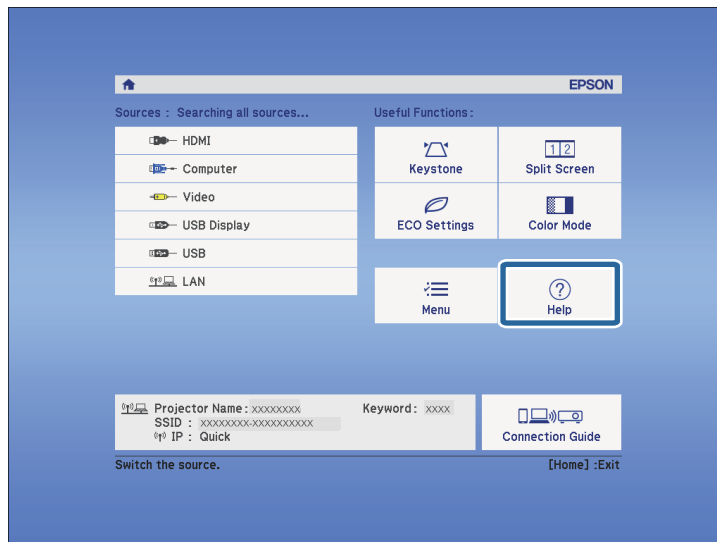 EPSON
Sources : Searching all sources...
HDMI
Computer
Video
USB Display
USB
LAN
Useful Functions :
Keystone
1 2
Split Screen
ECO Settings
Color Mode
Menu
?
Help
Projector Name : xxxxxxxx
Keyword : xxxx
SSID : xxxxxxxx-xxxxxxxxxx
IP : Quick
Connection Guide
Switch the source.
[Home] :Exit